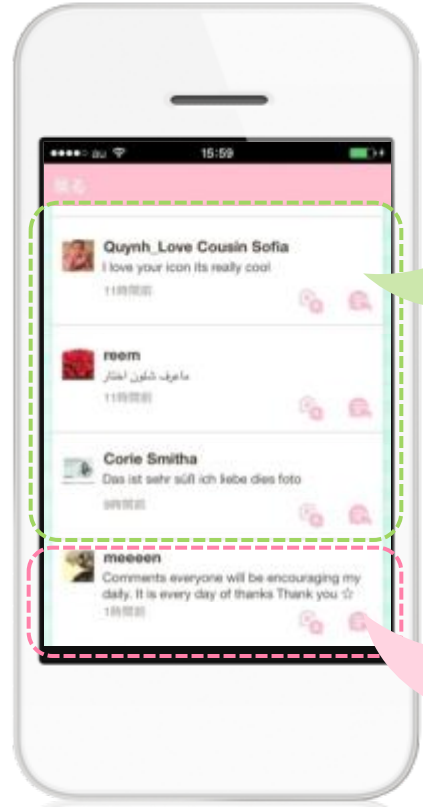 au 15:59
戻る
Quynh_Love Cousin Sofia
I love your icon its really cool
11時間前
reem
ماعرف شلون اختار
11時間前
Corie Smitha
Das ist sehr süß ich liebe dies foto
9時間前
meeeen
Comments everyone will be encouraging my
daily. It is every day of thanks Thank you ☆
1時間前